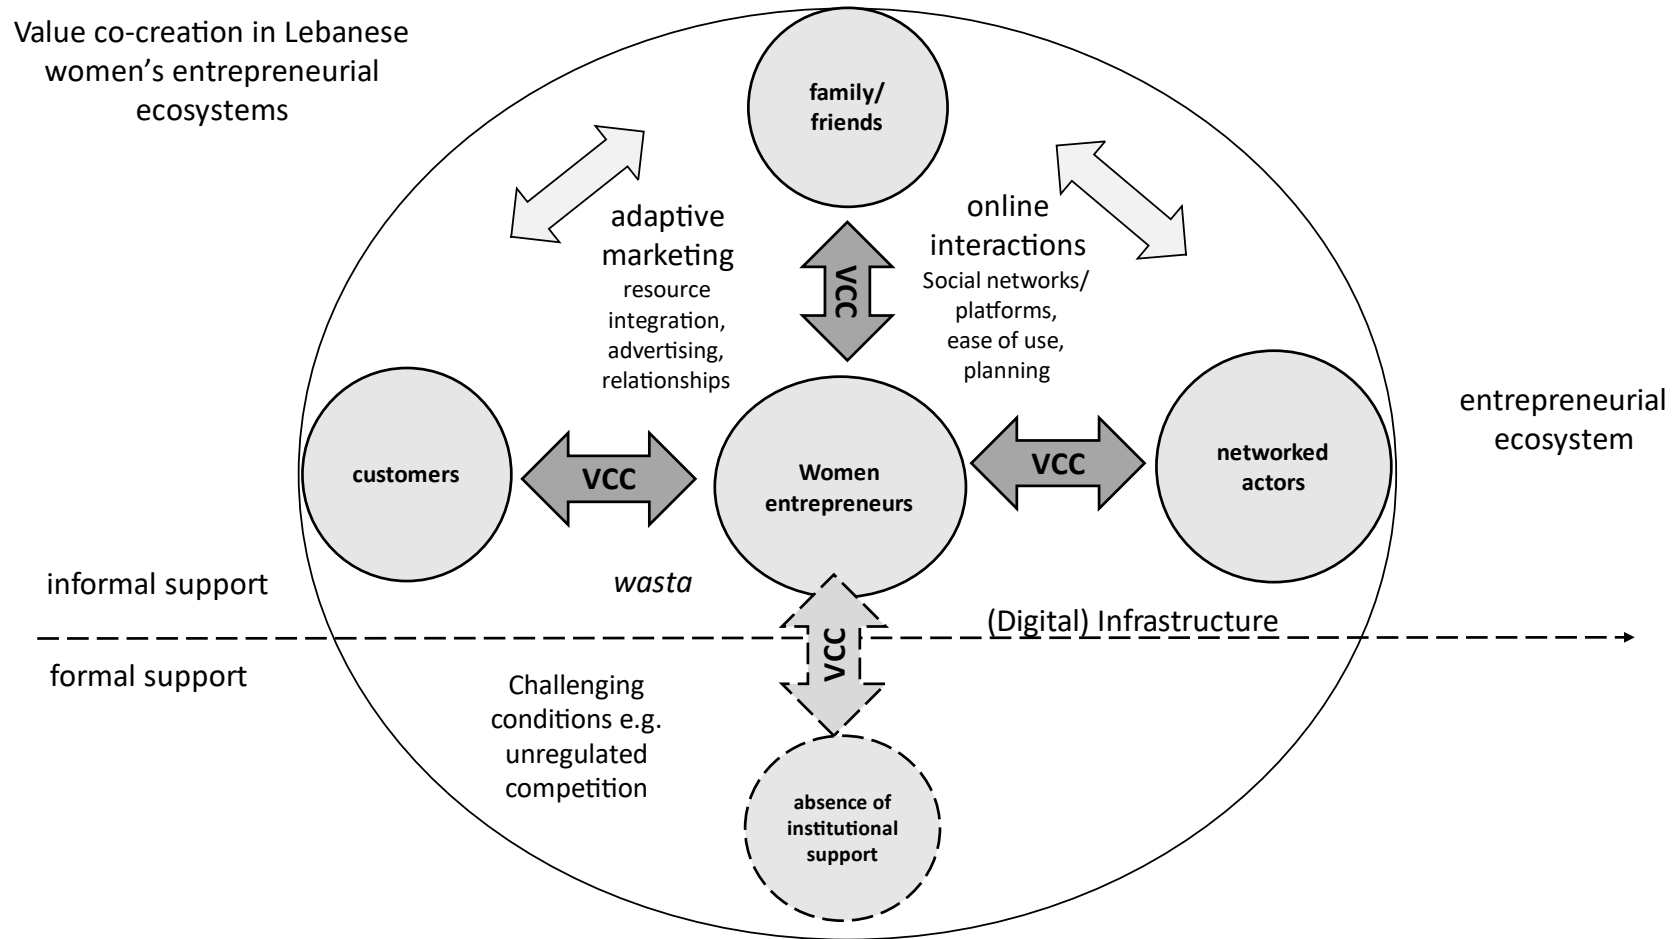 Value co-creation in Lebanese
women's entrepreneurial
ecosystems
family/
friends
adaptive
marketing
resource
integration,
advertising,
relationships
VCC
online
interactions
Social networks/
platforms,
ease of use,
planning
customers
VCC
Women
entrepreneurs
VCC
networked
actors
entrepreneurial
ecosystem
informal support
wasta
(Digital) Infrastructure
VCC
formal support
Challenging
conditions e.g.
unregulated
competition
absence of
institutional
support